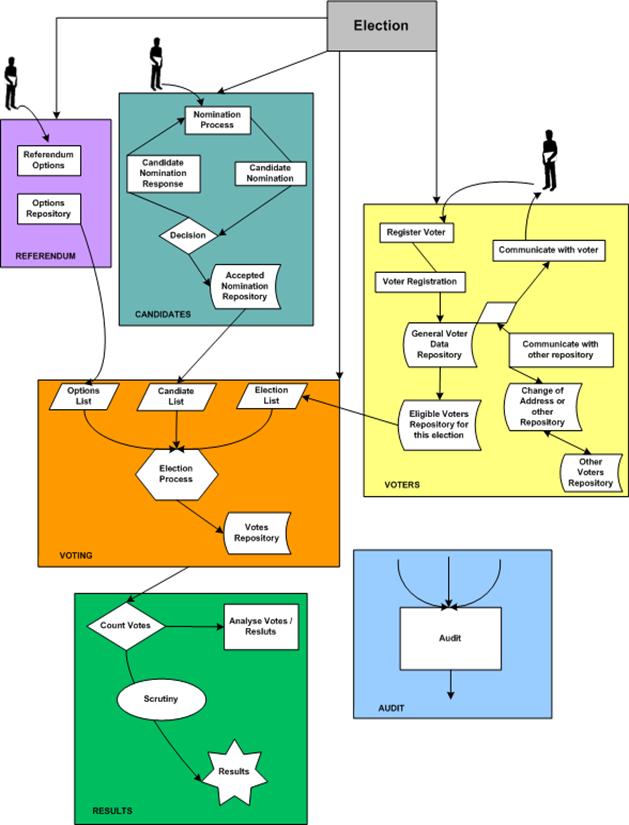 Election
Referendum
Options
Options
Repository
REFERENDUM
Nomination
Process
Candidate
Nomination
Response
Candidate
Nomination
Decision
Accepted
Nomination
Repository
CANDIDATES
Register Voter
Communicate with voter
Voter Registration
General Voter
Data
Repository
Communicate with
other repository
Change of
Address or
other
Repository
Eligible Voters
Repository for
this election
Other
Voters
Repository
VOTERS
Options
List
Candiate
List
Election
List
Election
Process
Votes
Repository
VOTING
Count Votes
Analyse Votes /
Resluts
Scrutiny
Results
RESULTS
Audit
AUDIT